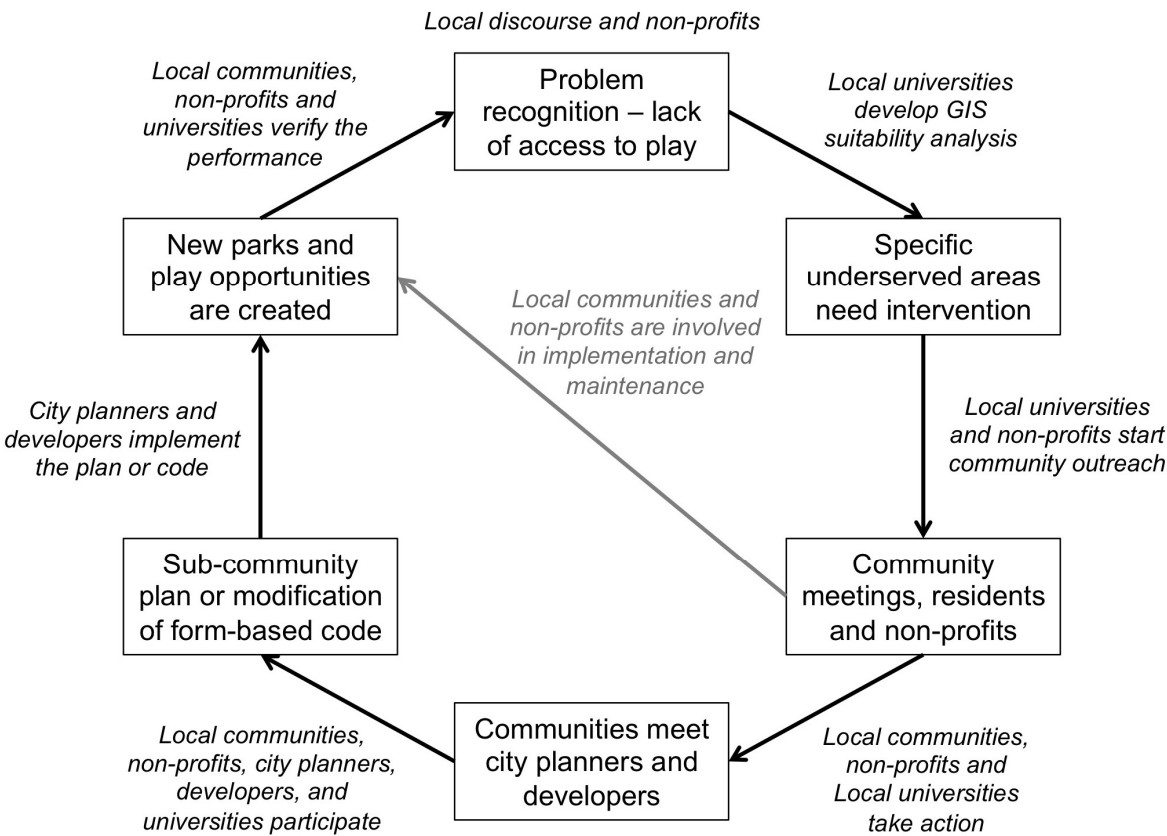 Local discourse and non-profits
Problem
recognition – lack
of access to play
Local universities
develop GIS
suitability analysis
Specific
underserved areas
need intervention
Local universities
and non-profits start
community outreach
Community
meetings, residents
and non-profits
Local communities,
non-profits and
Local universities
take action
Communities meet
city planners and
developers
Local communities,
non-profits, city planners,
developers, and
universities participate
Sub-community
plan or modification
of form-based code
City planners and
developers implement
the plan or code
New parks and
play opportunities
are created
Local communities,
non-profits and
universities verify the
performance
Local communities and
non-profits are involved
in implementation and
maintenance